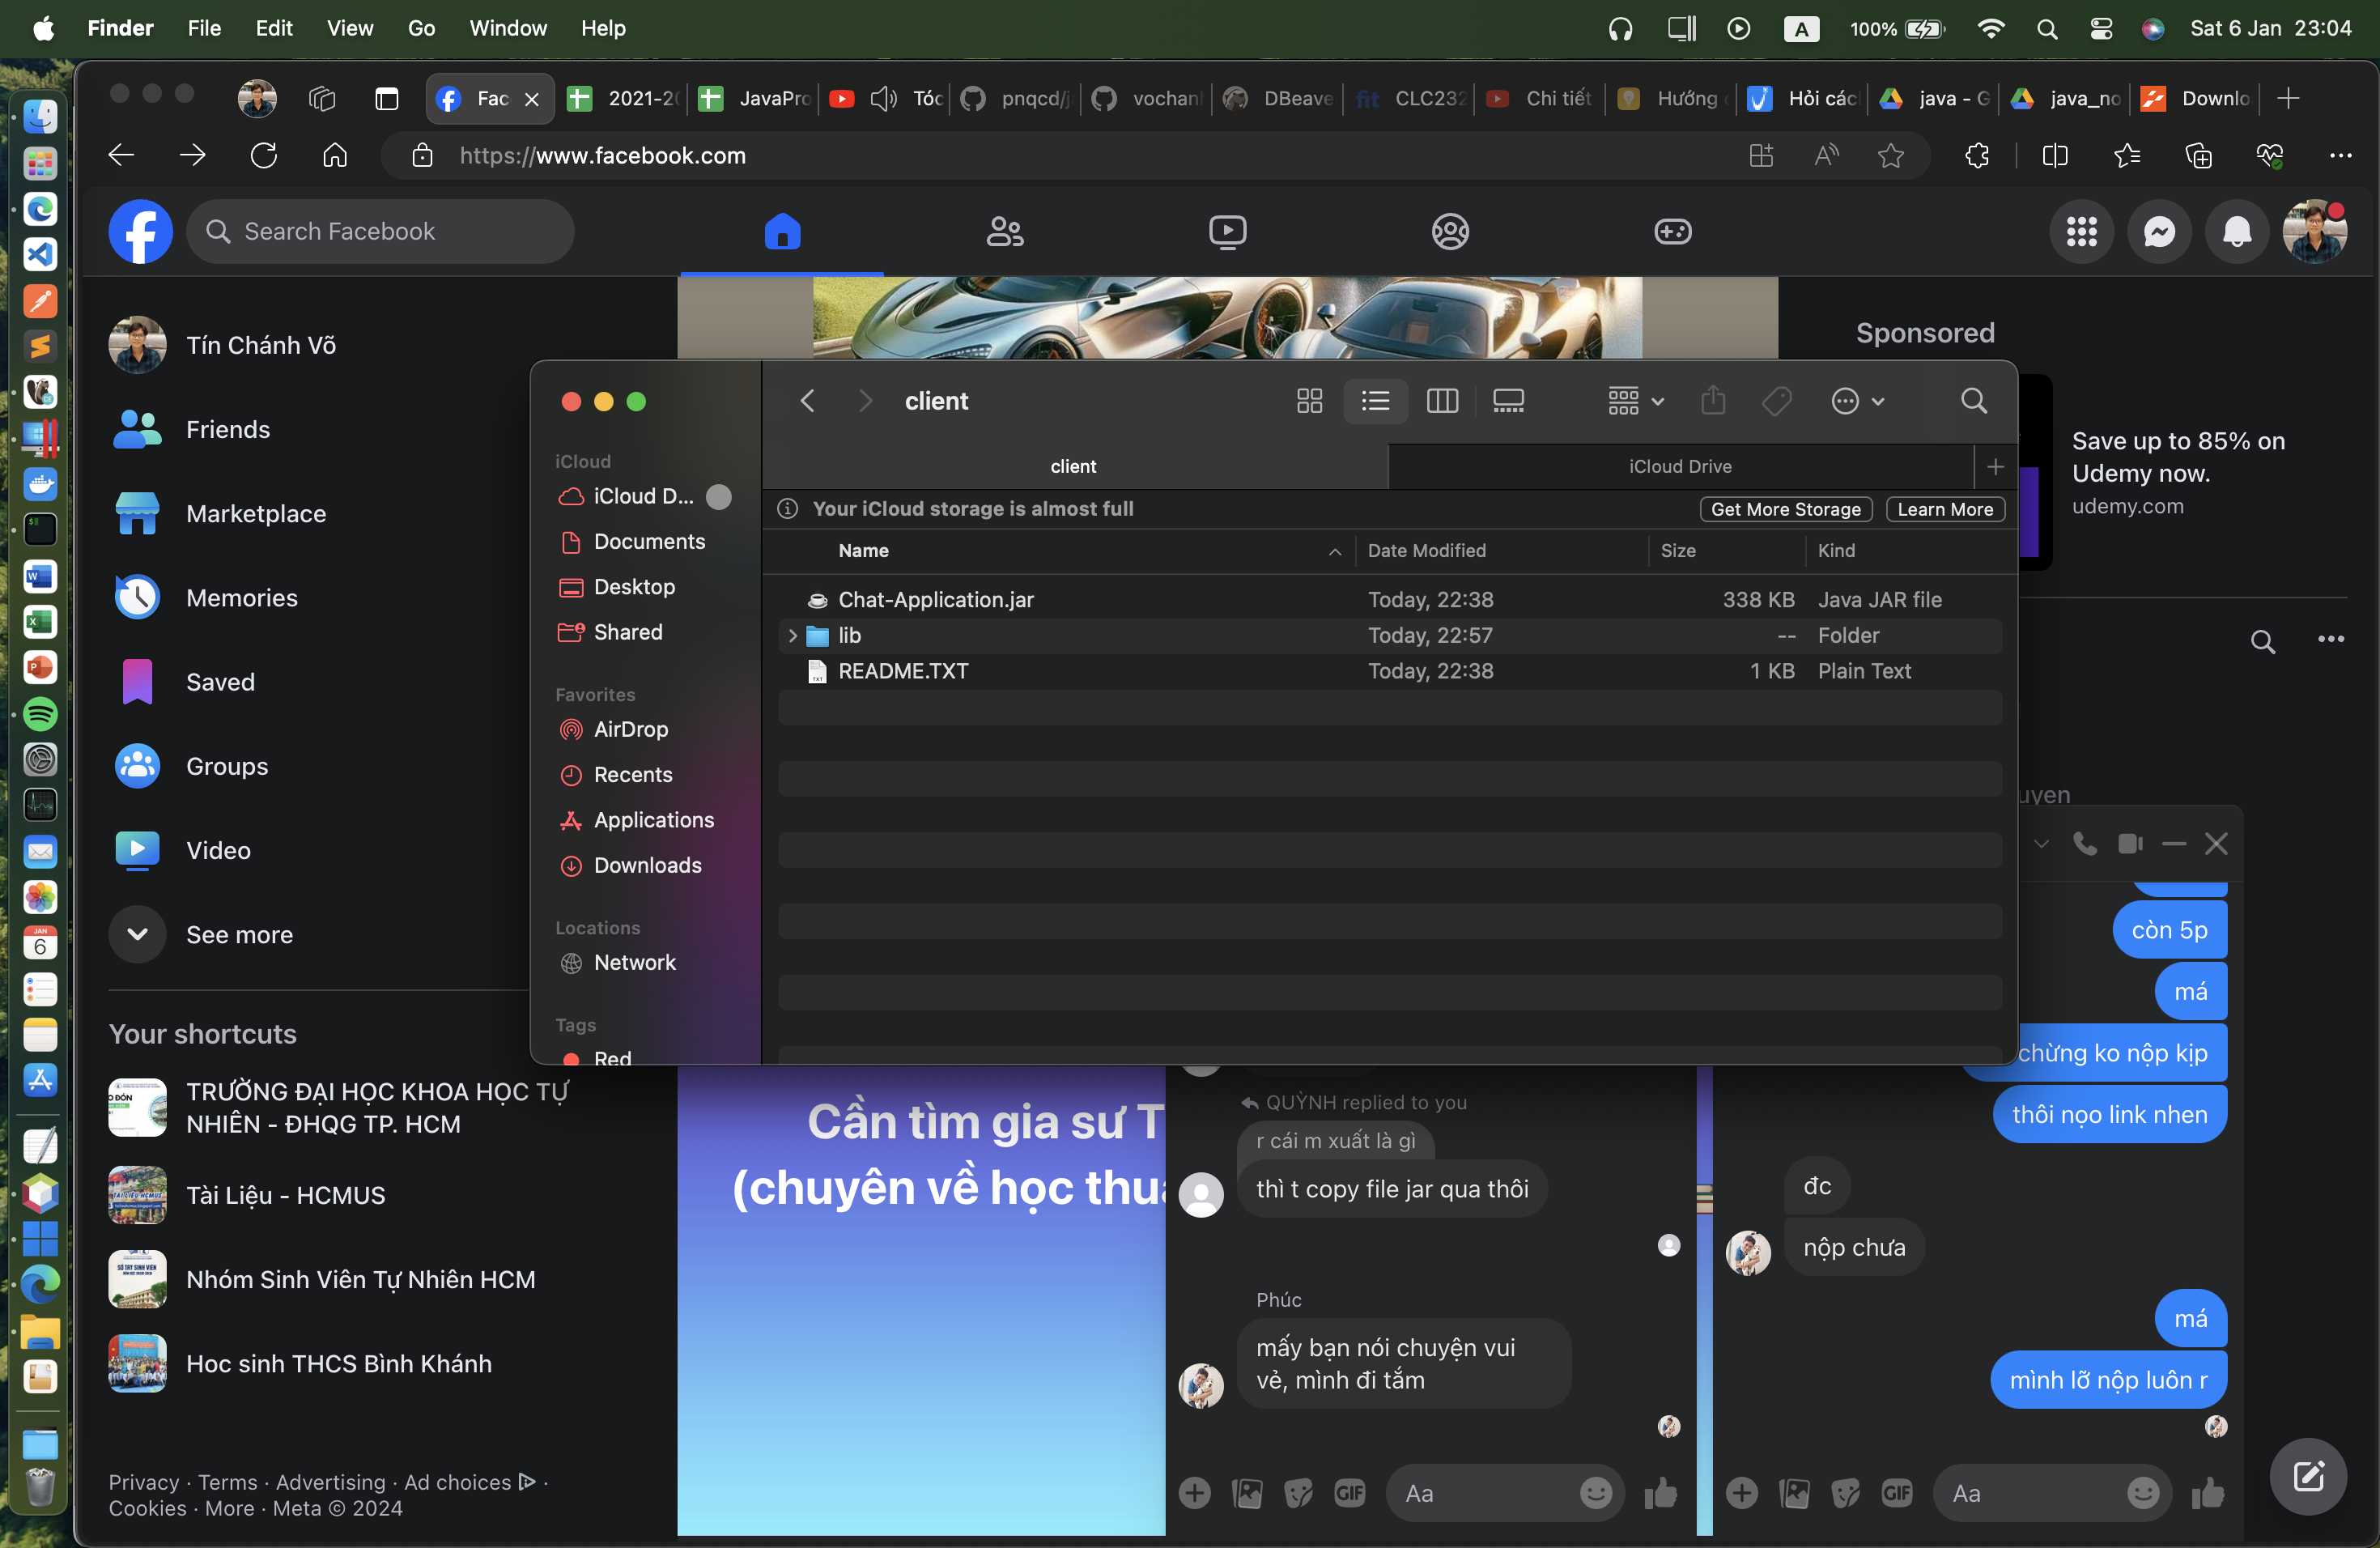 Finder File Edit View Go Window Help
A 100% Sat 6 Jan 23:04
Fac 2021-20 JavaPro Tóc pnqcd/j vochanh DBeave CLC232 Chi tiết Hướng Hỏi các java - G java_no Downlo
https://www.facebook.com
Search Facebook
Tín Chánh Võ
Friends
Marketplace
Memories
Saved
Groups
Video
See more
Your shortcuts
TRƯỜNG ĐẠI HỌC KHOA HỌC TỰ
NHIÊN - ĐHQG TP. HCM
Tài Liệu - HCMUS
Nhóm Sinh Viên Tự Nhiên HCM
Hoc sinh THCS Bình Khánh
Privacy · Terms · Advertising · Ad choices ·
Cookies · More · Meta © 2024
Sponsored
Save up to 85% on
Udemy now.
udemy.com
client
client
iCloud Drive
Your iCloud storage is almost full
Get More Storage
Learn More
Name Date Modified Size Kind
Chat-Application.jar Today, 22:38 338 KB Java JAR file
lib Today, 22:57 -- Folder
README.TXT Today, 22:38 1 KB Plain Text
iCloud
iCloud D...
Documents
Desktop
Shared
Favorites
AirDrop
Recents
Applications
Downloads
Locations
Network
Tags
Red
uyen
Cần tìm gia sư T
(chuyên về học thu
QUỲNH replied to you
r cái m xuất là gì
thì t copy file jar qua thôi
Phúc
mấy bạn nói chuyện vui
vẻ, mình đi tắm
GIF
Aa
còn 5p
má
chừng ko nộp kịp
thôi nọo link nhen
đc
nộp chưa
má
mình lỡ nộp luôn r
GIF
Aa
JAN
6